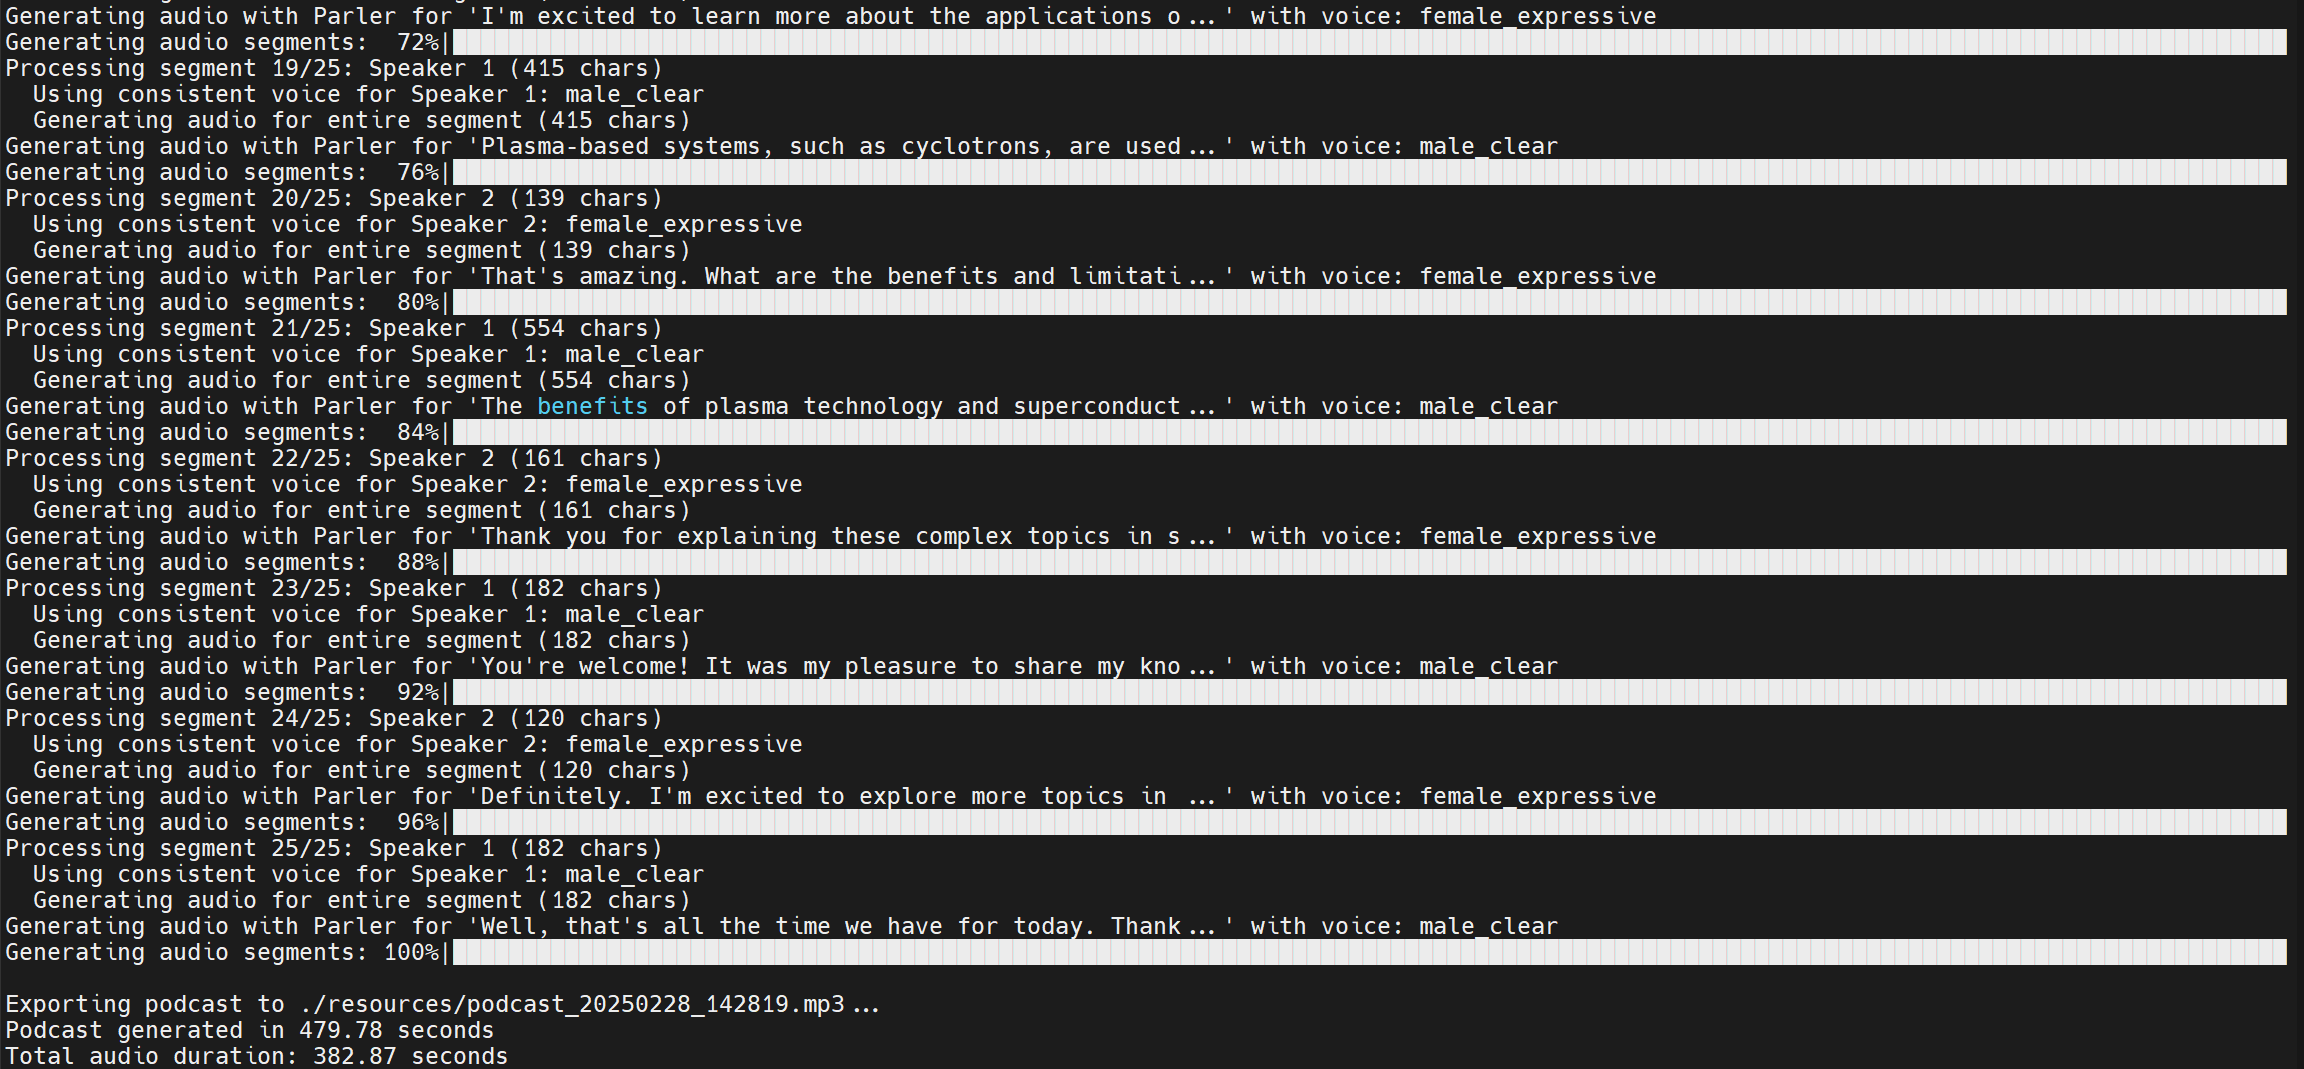 Generating audio with Parler for 'I'm excited to learn more about the applications o...' with voice: female_expressive
Generating audio segments:  72%|
Processing segment 19/25: Speaker 1 (415 chars)
  Using consistent voice for Speaker 1: male_clear
  Generating audio for entire segment (415 chars)
Generating audio with Parler for 'Plasma-based systems, such as cyclotrons, are used...' with voice: male_clear
Generating audio segments:  76%|
Processing segment 20/25: Speaker 2 (139 chars)
  Using consistent voice for Speaker 2: female_expressive
  Generating audio for entire segment (139 chars)
Generating audio with Parler for 'That's amazing. What are the benefits and limitati...' with voice: female_expressive
Generating audio segments:  80%|
Processing segment 21/25: Speaker 1 (554 chars)
  Using consistent voice for Speaker 1: male_clear
  Generating audio for entire segment (554 chars)
Generating audio with Parler for 'The benefits of plasma technology and superconduct...' with voice: male_clear
Generating audio segments:  84%|
Processing segment 22/25: Speaker 2 (161 chars)
  Using consistent voice for Speaker 2: female_expressive
  Generating audio for entire segment (161 chars)
Generating audio with Parler for 'Thank you for explaining these complex topics in s...' with voice: female_expressive
Generating audio segments:  88%|
Processing segment 23/25: Speaker 1 (182 chars)
  Using consistent voice for Speaker 1: male_clear
  Generating audio for entire segment (182 chars)
Generating audio with Parler for 'You're welcome! It was my pleasure to share my kno...' with voice: male_clear
Generating audio segments:  92%|
Processing segment 24/25: Speaker 2 (120 chars)
  Using consistent voice for Speaker 2: female_expressive
  Generating audio for entire segment (120 chars)
Generating audio with Parler for 'Definitely. I'm excited to explore more topics in ...' with voice: female_expressive
Generating audio segments:  96%|
Processing segment 25/25: Speaker 1 (182 chars)
  Using consistent voice for Speaker 1: male_clear
  Generating audio for entire segment (182 chars)
Generating audio with Parler for 'Well, that's all the time we have for today. Thank...' with voice: male_clear
Generating audio segments: 100%|
Exporting podcast to ./resources/podcast_20250228_142819.mp3...
Podcast generated in 479.78 seconds
Total audio duration: 382.87 seconds